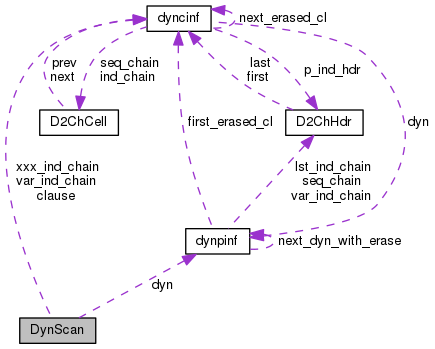 dyncinf
next_erased_cl
prev
next
seq_chain
ind_chain
last
first
p_ind_hdr
D2ChCell
first_erased_cl
D2ChHdr
dyn
xxx_ind_chain
var_ind_chain
clause
lst_ind_chain
seq_chain
var_ind_chain
dynpinf
next_dyn_with_erase
dyn
DynScan